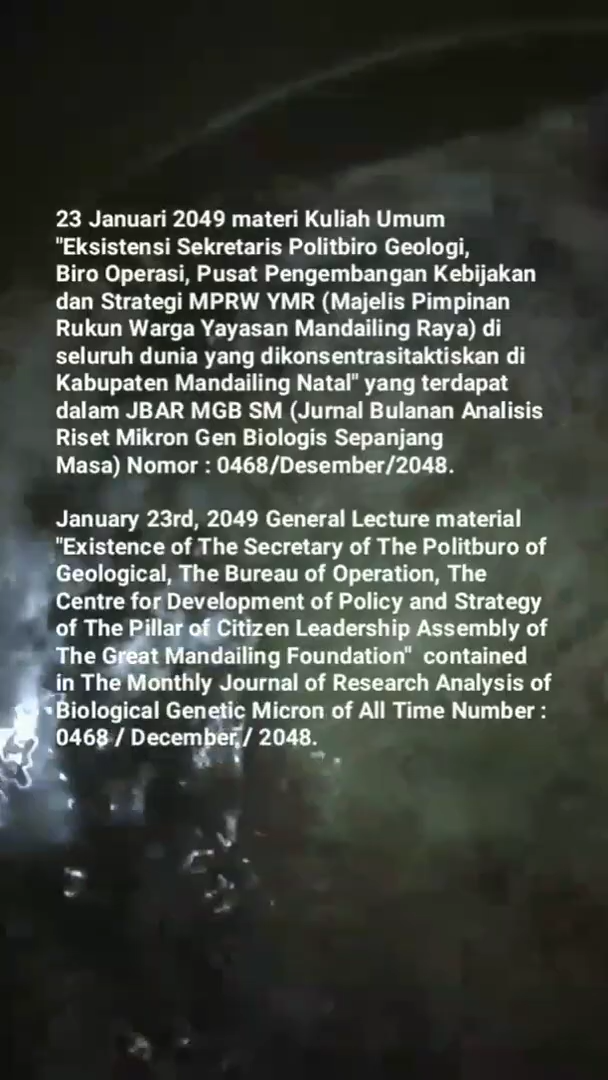 23 Januari 2049 materi Kuliah Umum
"Eksistensi Sekretaris Politbiro Geologi,
Biro Operasi, Pusat Pengembangan Kebijakan
dan Strategi MPRW YMR (Majelis Pimpinan
Rukun Warga Yayasan Mandailing Raya) di
seluruh dunia yang dikonsentrasitaktiskan di
Kabupaten Mandailing Natal" yang terdapat
dalam JBAR MGB SM (Jurnal Bulanan Analisis
Riset Mikron Gen Biologis Sepanjang
Masa) Nomor : 0468/Desember/2048.
January 23rd, 2049 General Lecture material
"Existence of The Secretary of The Politburo of
Geological, The Bureau of Operation, The
Centre for Development of Policy and Strategy
of The Pillar of Citizen Leadership Assembly of
The Great Mandailing Foundation" contained
in The Monthly Journal of Research Analysis of
Biological Genetic Micron of All Time Number :
0468 / December, / 2048.